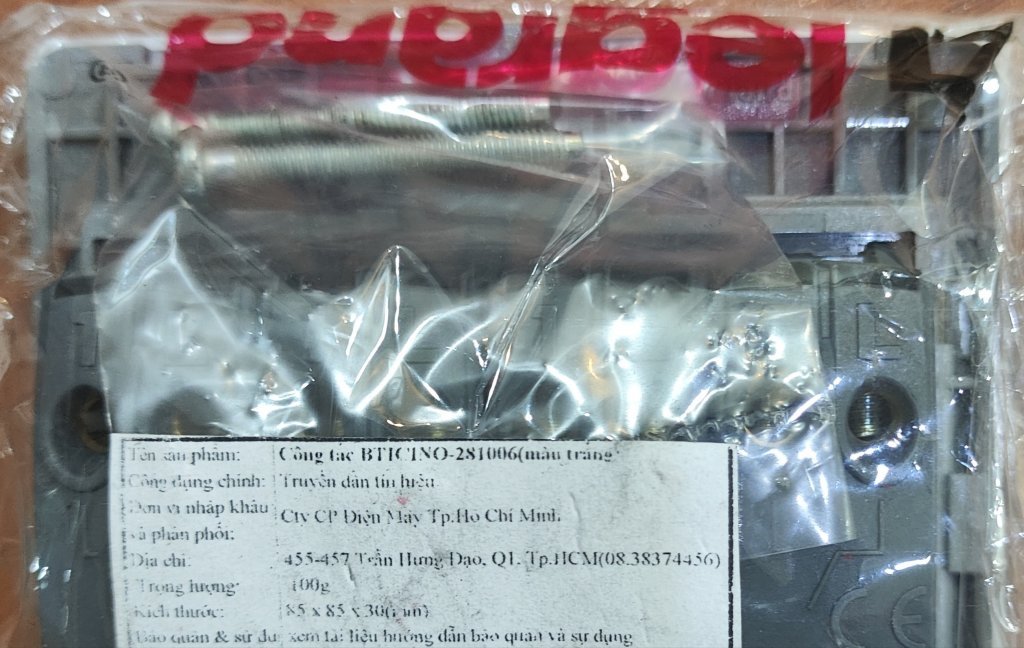 legrand
Tên sản phẩm: Công tắc BTICINO-281006(màu trắng
Công dụng chính: Truyền dẫn tín hiệu
Đơn vị nhập khẩu
và phân phối: Cty CP Điện Máy Tp.Hồ Chí Minh.
Địa chỉ: 455-457 Trần Hưng Đạo, Q1. Tp.HCM(08.38374456)
Trọng lượng: 100g
Kích thước: 85 x 85 x 30(mm)
Bảo quản & sử dụ xem tài liệu hướng dẫn bảo quản và sử dụng
CE